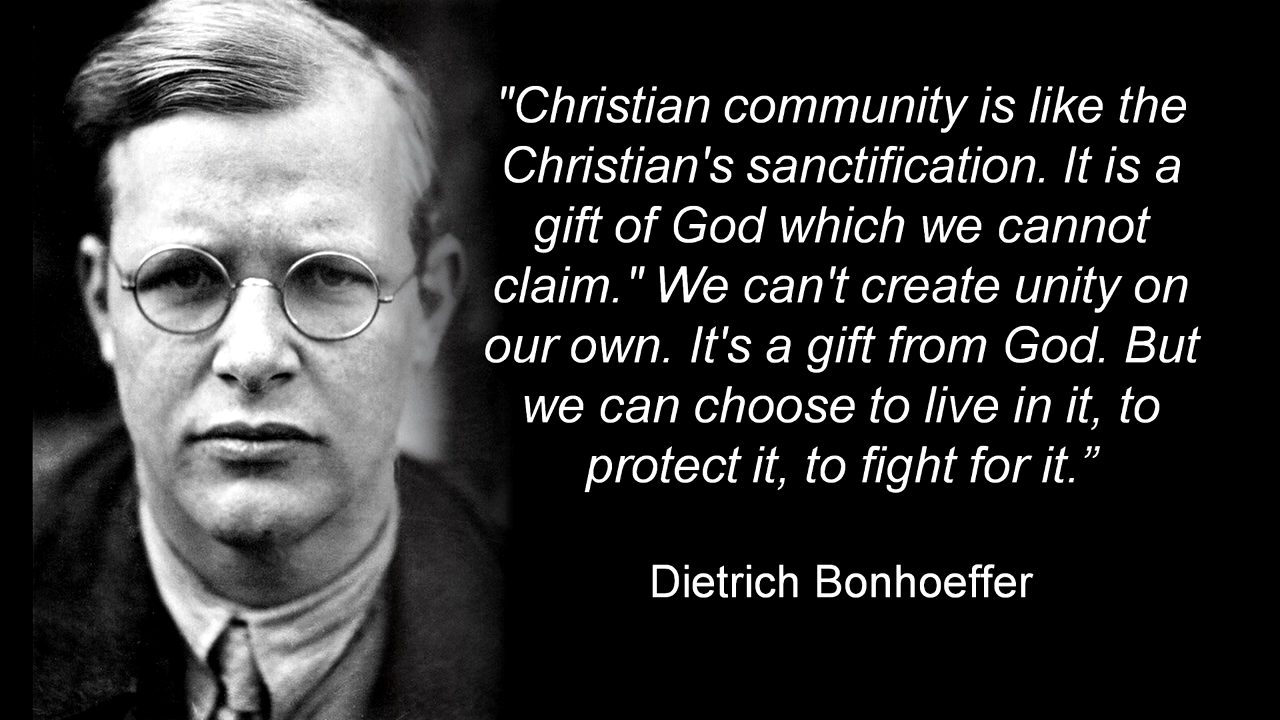 "Christian community is like the
Christian's sanctification. It is a
gift of God which we cannot
claim." We can't create unity on
our own. It's a gift from God. But
we can choose to live in it, to
protect it, to fight for it.”
Dietrich Bonhoeffer